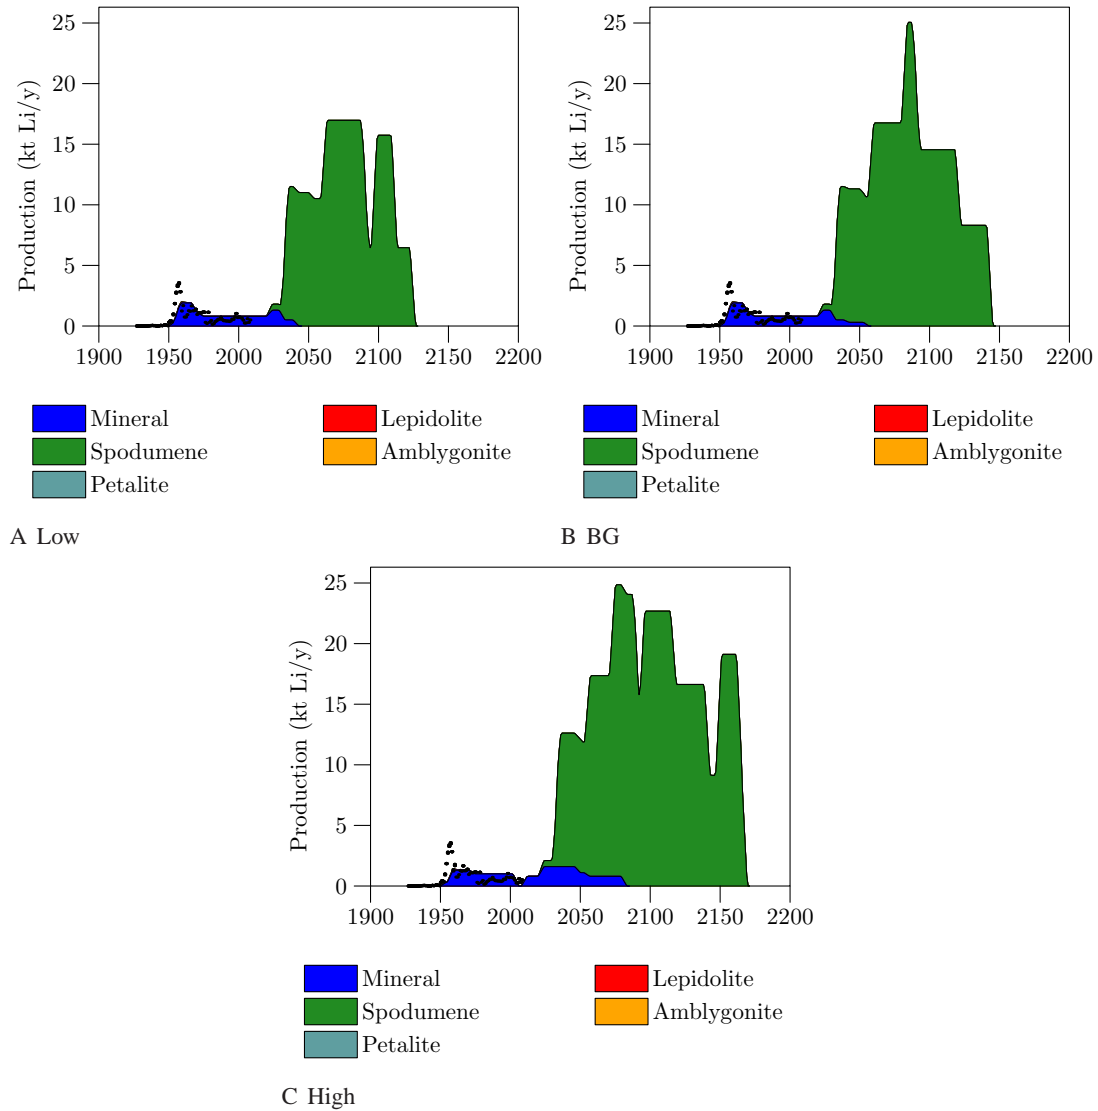 25
20
15
10
5
0
Production (kt Li/y)
1900 1950 2000 2050 2100 2150 2200
Mineral Lepidolite
Spodumene Amblygonite
Petalite
A Low
25
20
15
10
5
0
Production (kt Li/y)
1900 1950 2000 2050 2100 2150 2200
Mineral Lepidolite
Spodumene Amblygonite
Petalite
B BG
25
20
15
10
5
0
Production (kt Li/y)
1900 1950 2000 2050 2100 2150 2200
Mineral Lepidolite
Spodumene Amblygonite
Petalite
C High